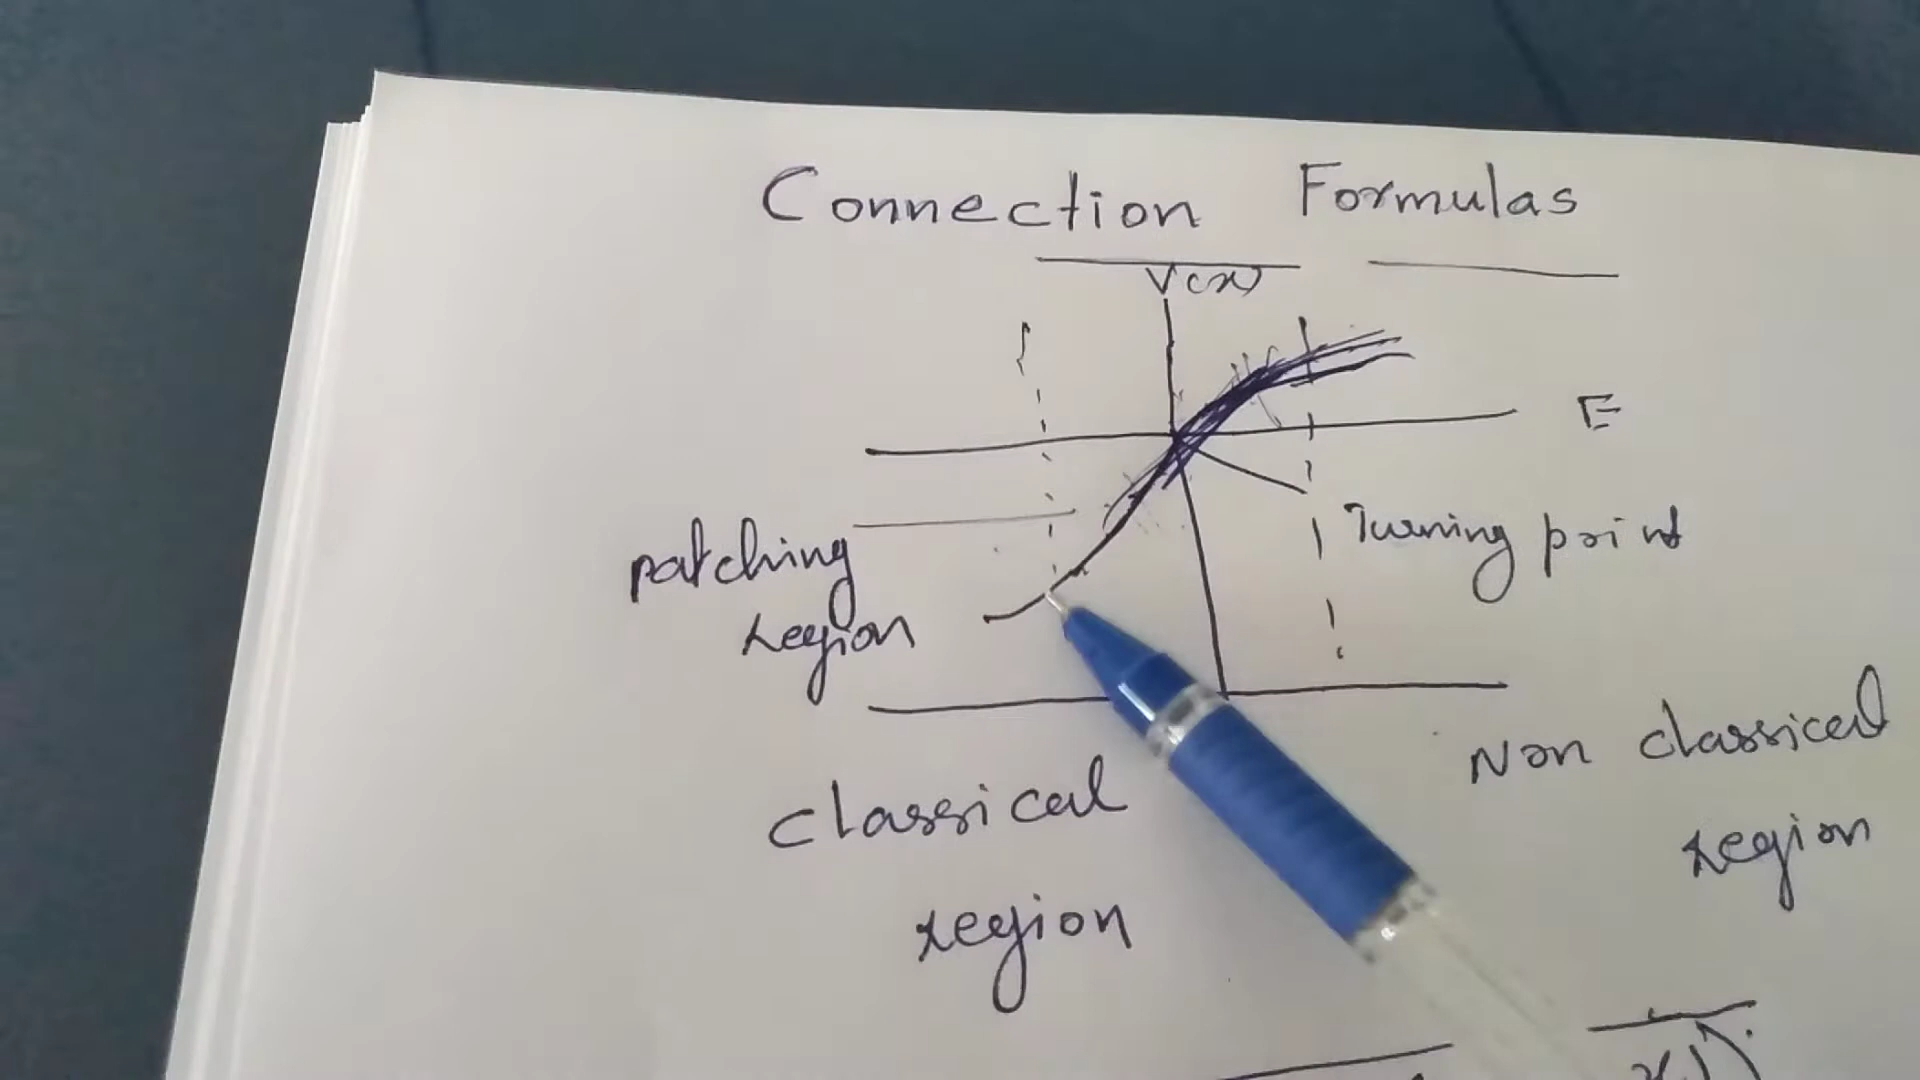 Connection Formulas
V(x)
E
Turning point
patching
region
Non classical
region
classical
region